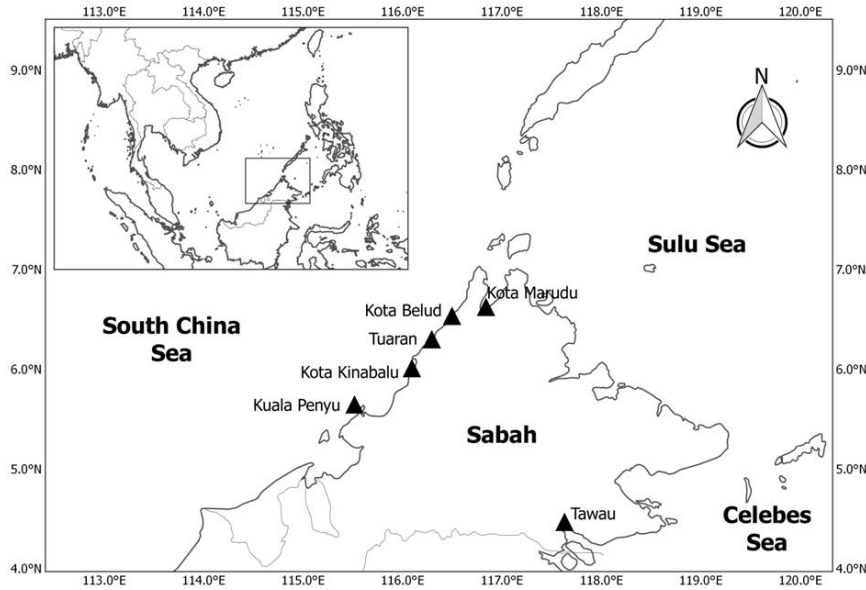 113.0°E 114.0°E 115.0°E 116.0°E 117.0°E 118.0°E 119.0°E 120.0°E
9.0°N
9.0°N
N
8.0°N
8.0°N
Sulu Sea
7.0°N
7.0°N
Kota Marudu
Kota Belud
South China
Sea
Tuaran
6.0°N
Kota Kinabalu
6.0°N
Kuala Penyu
Sabah
5.0°N
5.0°N
Tawau
Celebes
Sea
4.0°N
4.0°N
113.0°E 114.0°E 115.0°E 116.0°E 117.0°E 118.0°E 119.0°E 120.0°E